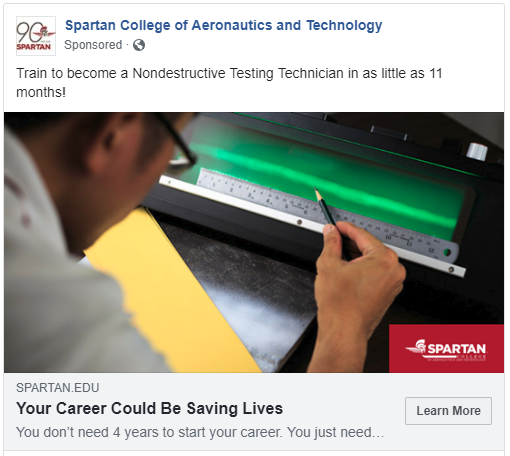 90
SPARTAN
Spartan College of Aeronautics and Technology
Sponsored ·
Train to become a Nondestructive Testing Technician in as little as 11
months!
SPARTAN
COLLEGE
SPARTAN.EDU
Your Career Could Be Saving Lives
You don’t need 4 years to start your career. You just need…
Learn More